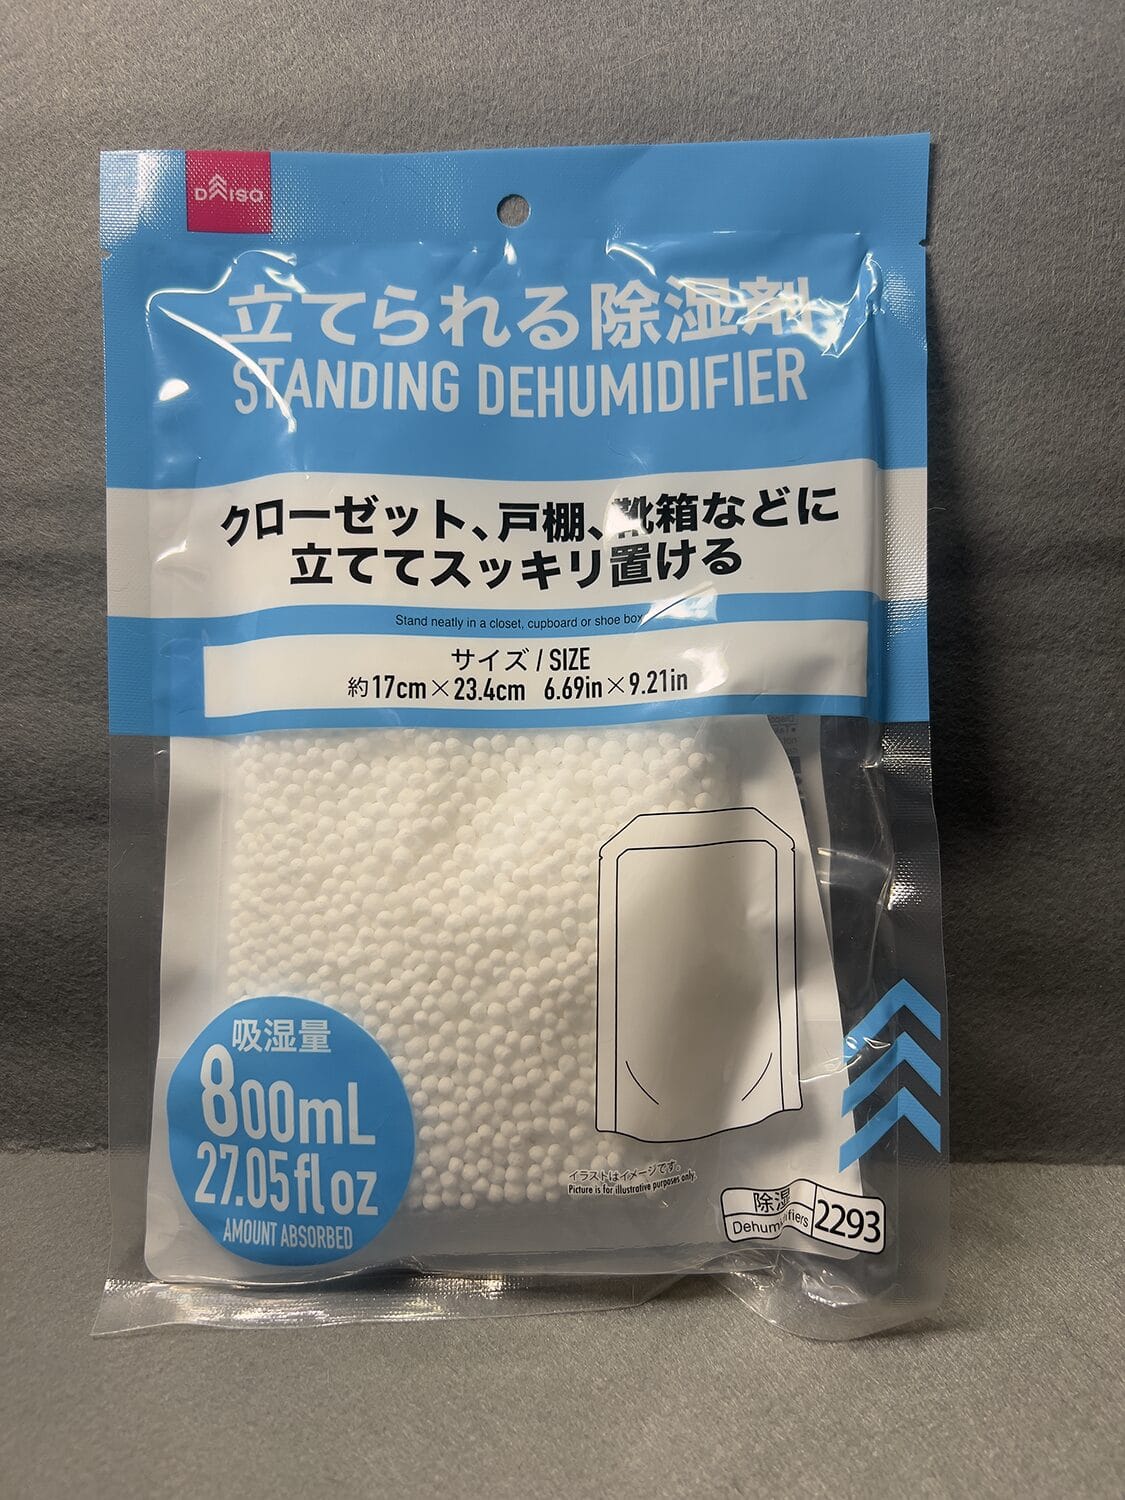 DAISO
立てられる除湿剤
STANDING DEHUMIDIFIER
クローゼット、戸棚、靴箱などに
立ててスッキリ置ける
Stand neatly in a closet, cupboard or shoe box
サイズ / SIZE
約17cm×23.4cm 6.69in×9.21in
吸湿量
800mL
27.05fl oz
AMOUNT ABSORBED
イラストはイメージです。
Picture is for illustrative purposes only.
除湿
2293